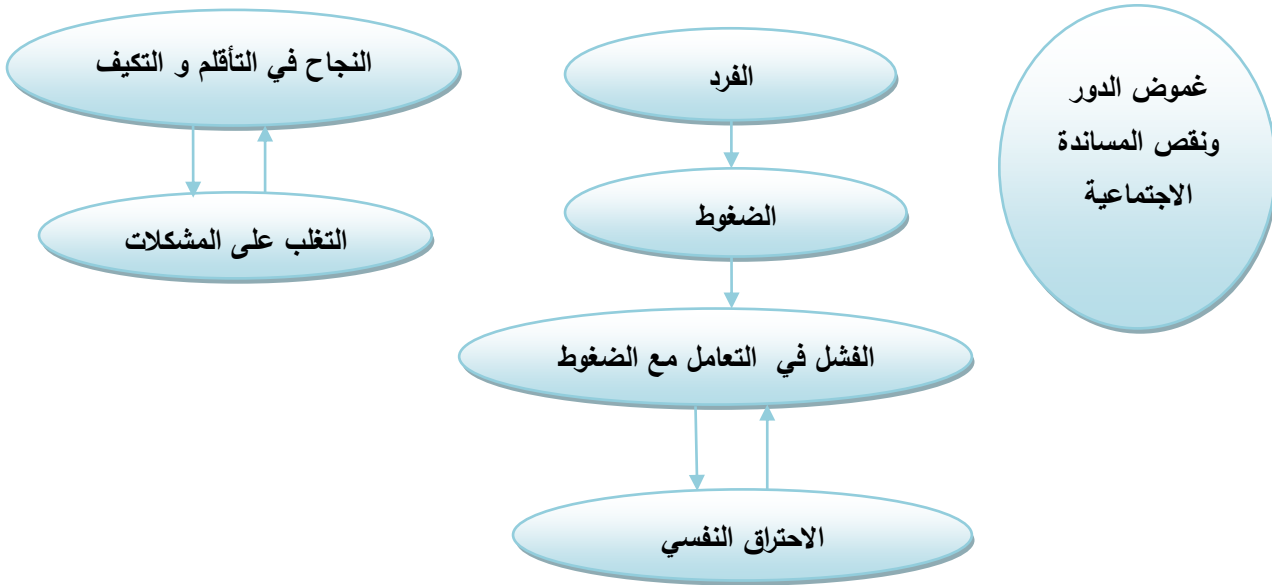 غموض الدور
ونقص المساندة
الاجتماعية
الفرد
الضغوط
الفشل في التعامل مع الضغوط
الاحتراق النفسي
النجاح في التأقلم و التكيف
التغلب على المشكلات